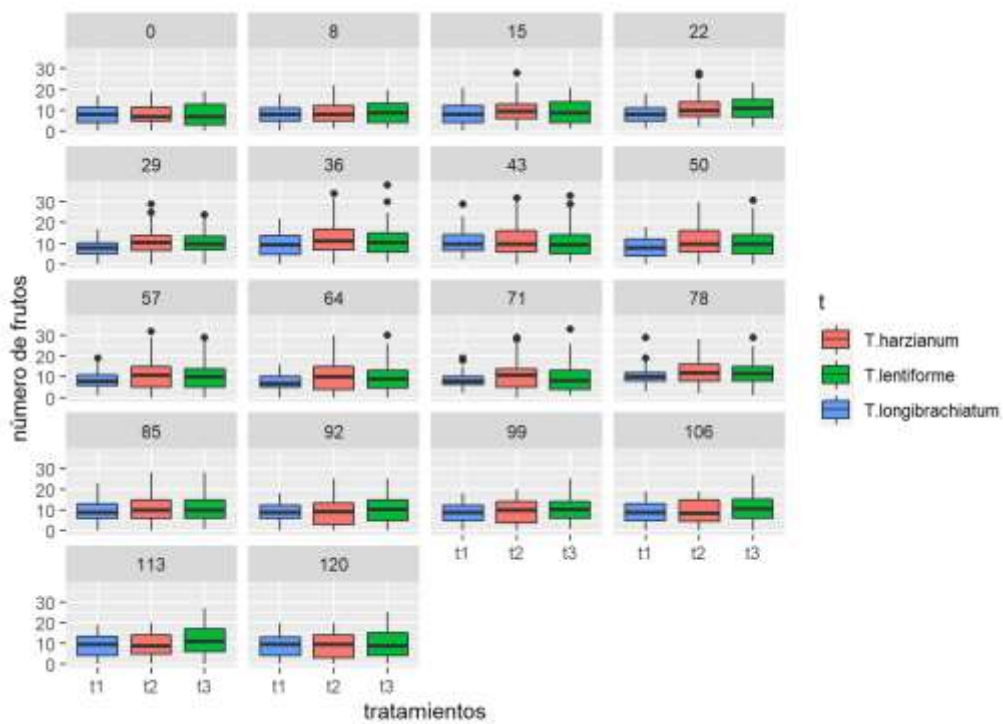 0 8 15 22
30
20
10
0
29 36 43 50
30
20
10
0
57 64 71 78
30
20
10
0
85 92 99 106
30
20
10
0
t1 t2 t3 t1 t2 t3
113 120
30
20
10
0
t1 t2 t3 t1 t2 t3
tratamientos
número de frutos
t
T.harzianum
T.lentiforme
T.longibrachiatum